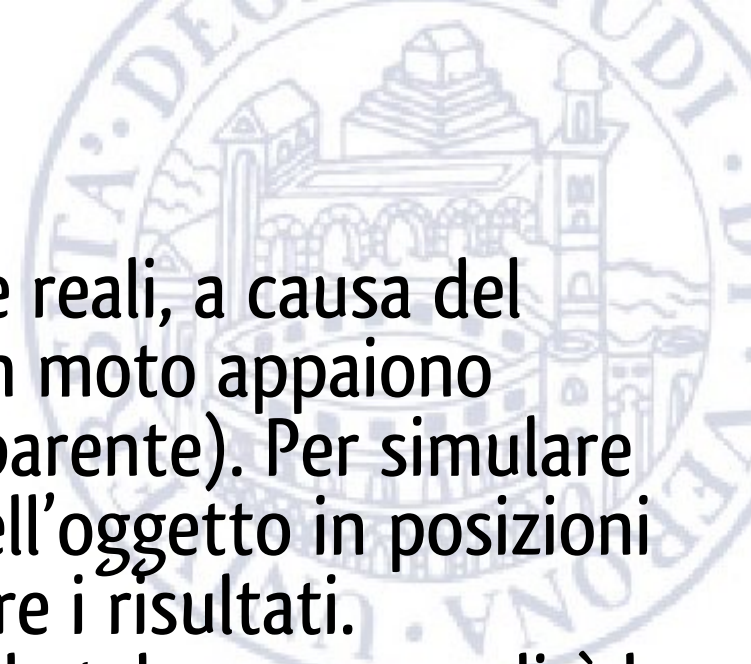 e reali, a causa del
n moto appaiono
parente). Per simulare
ell'oggetto in posizioni
re i risultati.